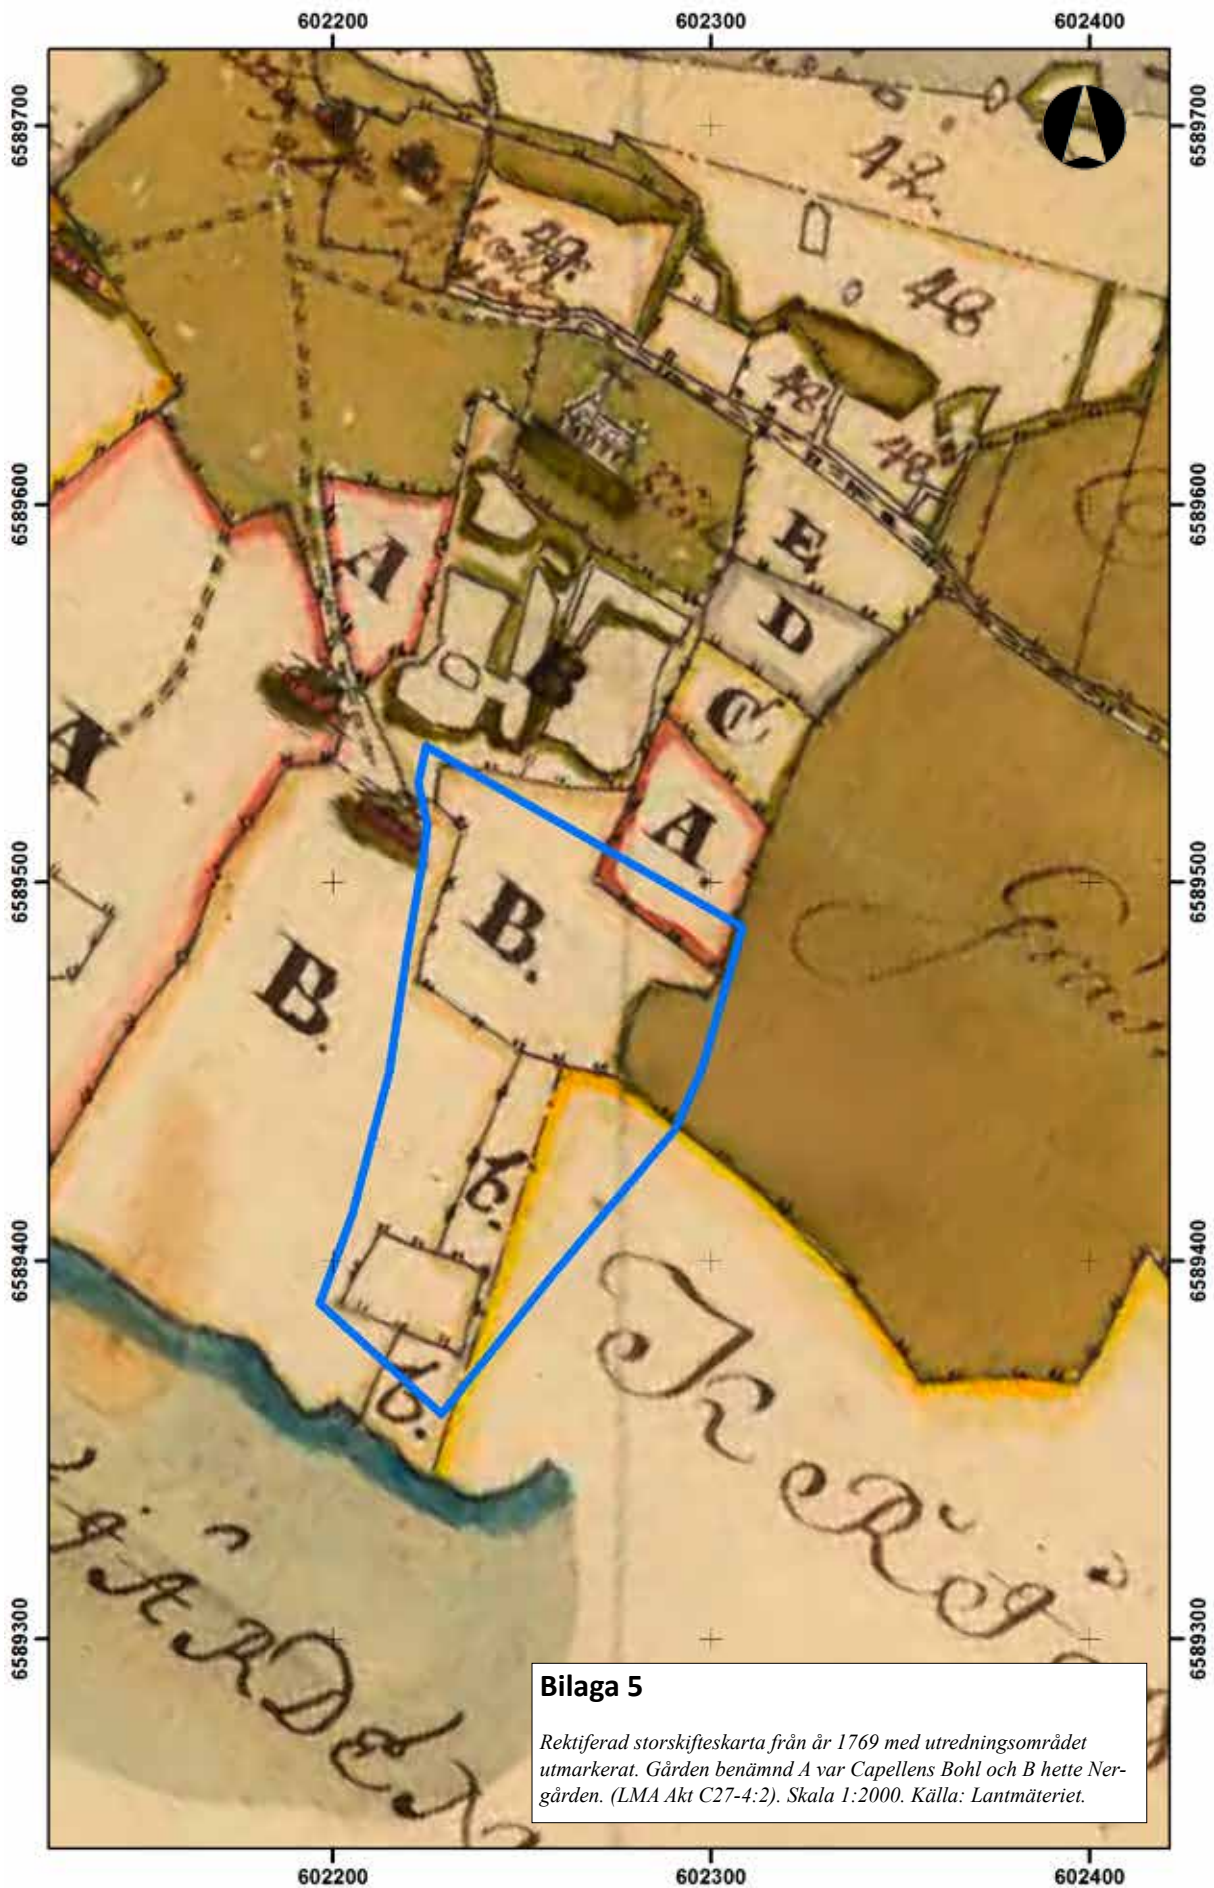 602200 602300 602400
6589700 6589700
42.
49.
48
48
48
6589600 6589600
A
E
D
C
A
A.
6589500 6589500
B.
B.
b.
6589400 6589400
b.
6589300 6589300
Bilaga 5
Rektiferad storskifteskarta från år 1769 med utredningsområdet
utmarkerat. Gården benämnd A var Capellens Bohl och B hette Ner-
gården. (LMA Akt C27-4:2). Skala 1:2000. Källa: Lantmäteriet.
602200 602300 602400